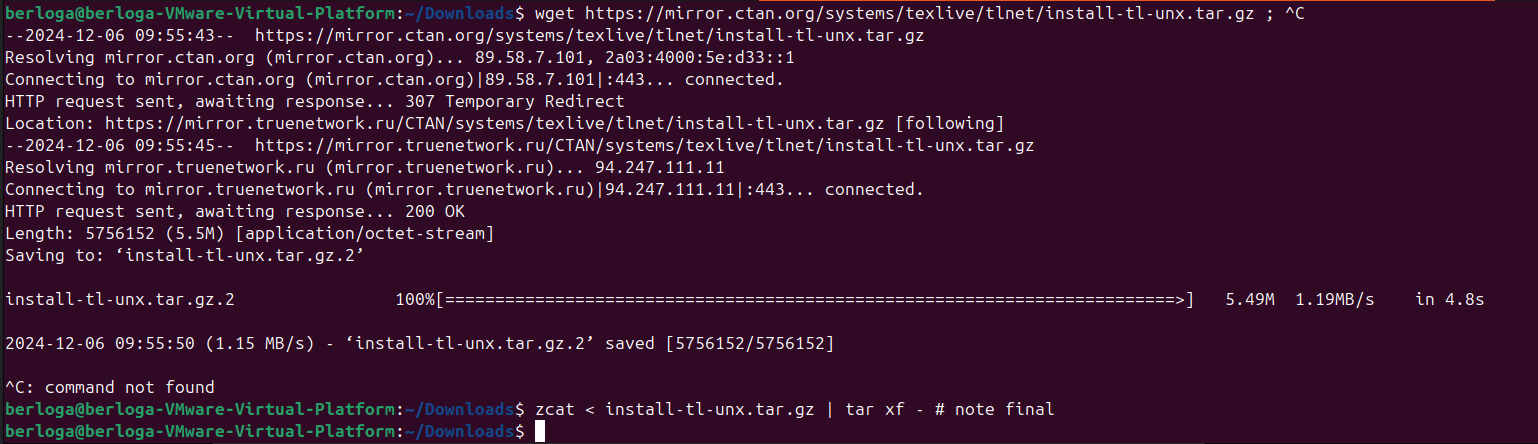 berloga@berloga-VMware-Virtual-Platform:~/Downloads$ wget https://mirror.ctan.org/systems/texlive/tlnet/install-tl-unx.tar.gz ; ^C
--2024-12-06 09:55:43--  https://mirror.ctan.org/systems/texlive/tlnet/install-tl-unx.tar.gz
Resolving mirror.ctan.org (mirror.ctan.org)... 89.58.7.101, 2a03:4000:5e:d33::1
Connecting to mirror.ctan.org (mirror.ctan.org)|89.58.7.101|:443... connected.
HTTP request sent, awaiting response... 307 Temporary Redirect
Location: https://mirror.truenetwork.ru/CTAN/systems/texlive/tlnet/install-tl-unx.tar.gz [following]
--2024-12-06 09:55:45--  https://mirror.truenetwork.ru/CTAN/systems/texlive/tlnet/install-tl-unx.tar.gz
Resolving mirror.truenetwork.ru (mirror.truenetwork.ru)... 94.247.111.11
Connecting to mirror.truenetwork.ru (mirror.truenetwork.ru)|94.247.111.11|:443... connected.
HTTP request sent, awaiting response... 200 OK
Length: 5756152 (5.5M) [application/octet-stream]
Saving to: ‘install-tl-unx.tar.gz.2’
install-tl-unx.tar.gz.2                100%[=========================================================================>]   5.49M  1.19MB/s    in 4.8s
2024-12-06 09:55:50 (1.15 MB/s) - ‘install-tl-unx.tar.gz.2’ saved [5756152/5756152]
^C: command not found
berloga@berloga-VMware-Virtual-Platform:~/Downloads$ zcat < install-tl-unx.tar.gz | tar xf - # note final
berloga@berloga-VMware-Virtual-Platform:~/Downloads$